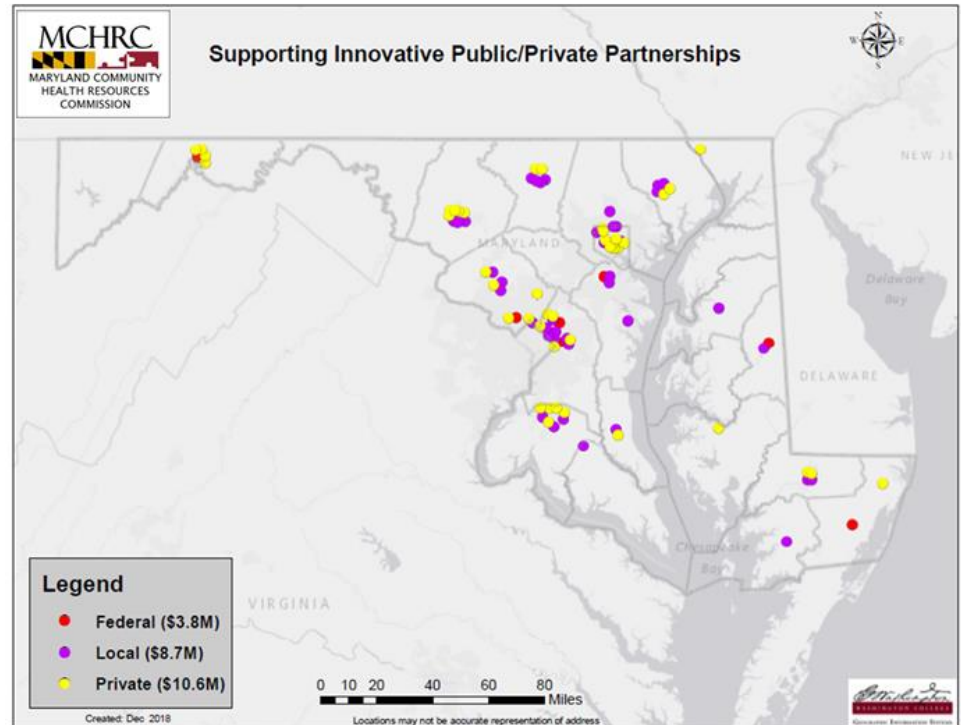 MCHRC
MARYLAND COMMUNITY
HEALTH RESOURCES
COMMISSION
Supporting Innovative Public/Private Partnerships
N
W E
S
NEW JE
MARYLAND
Delaware
Bay
DELAWARE
Chesapeake
Bay
VIRGINIA
Legend
Federal ($3.8M)
Local ($8.7M)
Private ($10.6M)
0 10 20 40 60 80
Miles
Created: Dec 2018
Locations may not be accurate representation of address
WASHINGTON COLLEGE